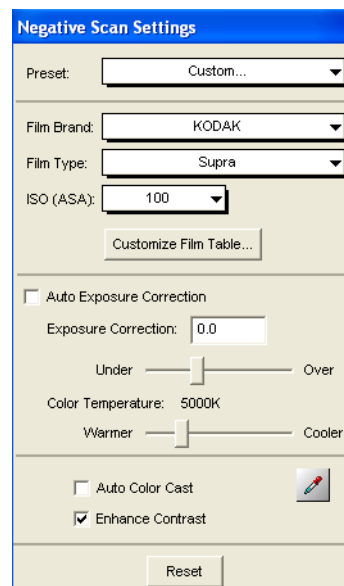 Negative Scan Settings
Preset: Custom...
Film Brand: KODAK
Film Type: Supra
ISO (ASA): 100
Customize Film Table...
Auto Exposure Correction
Exposure Correction: 0.0
Under Over
Color Temperature: 5000K
Warmer Cooler
Auto Color Cast
Enhance Contrast
Reset